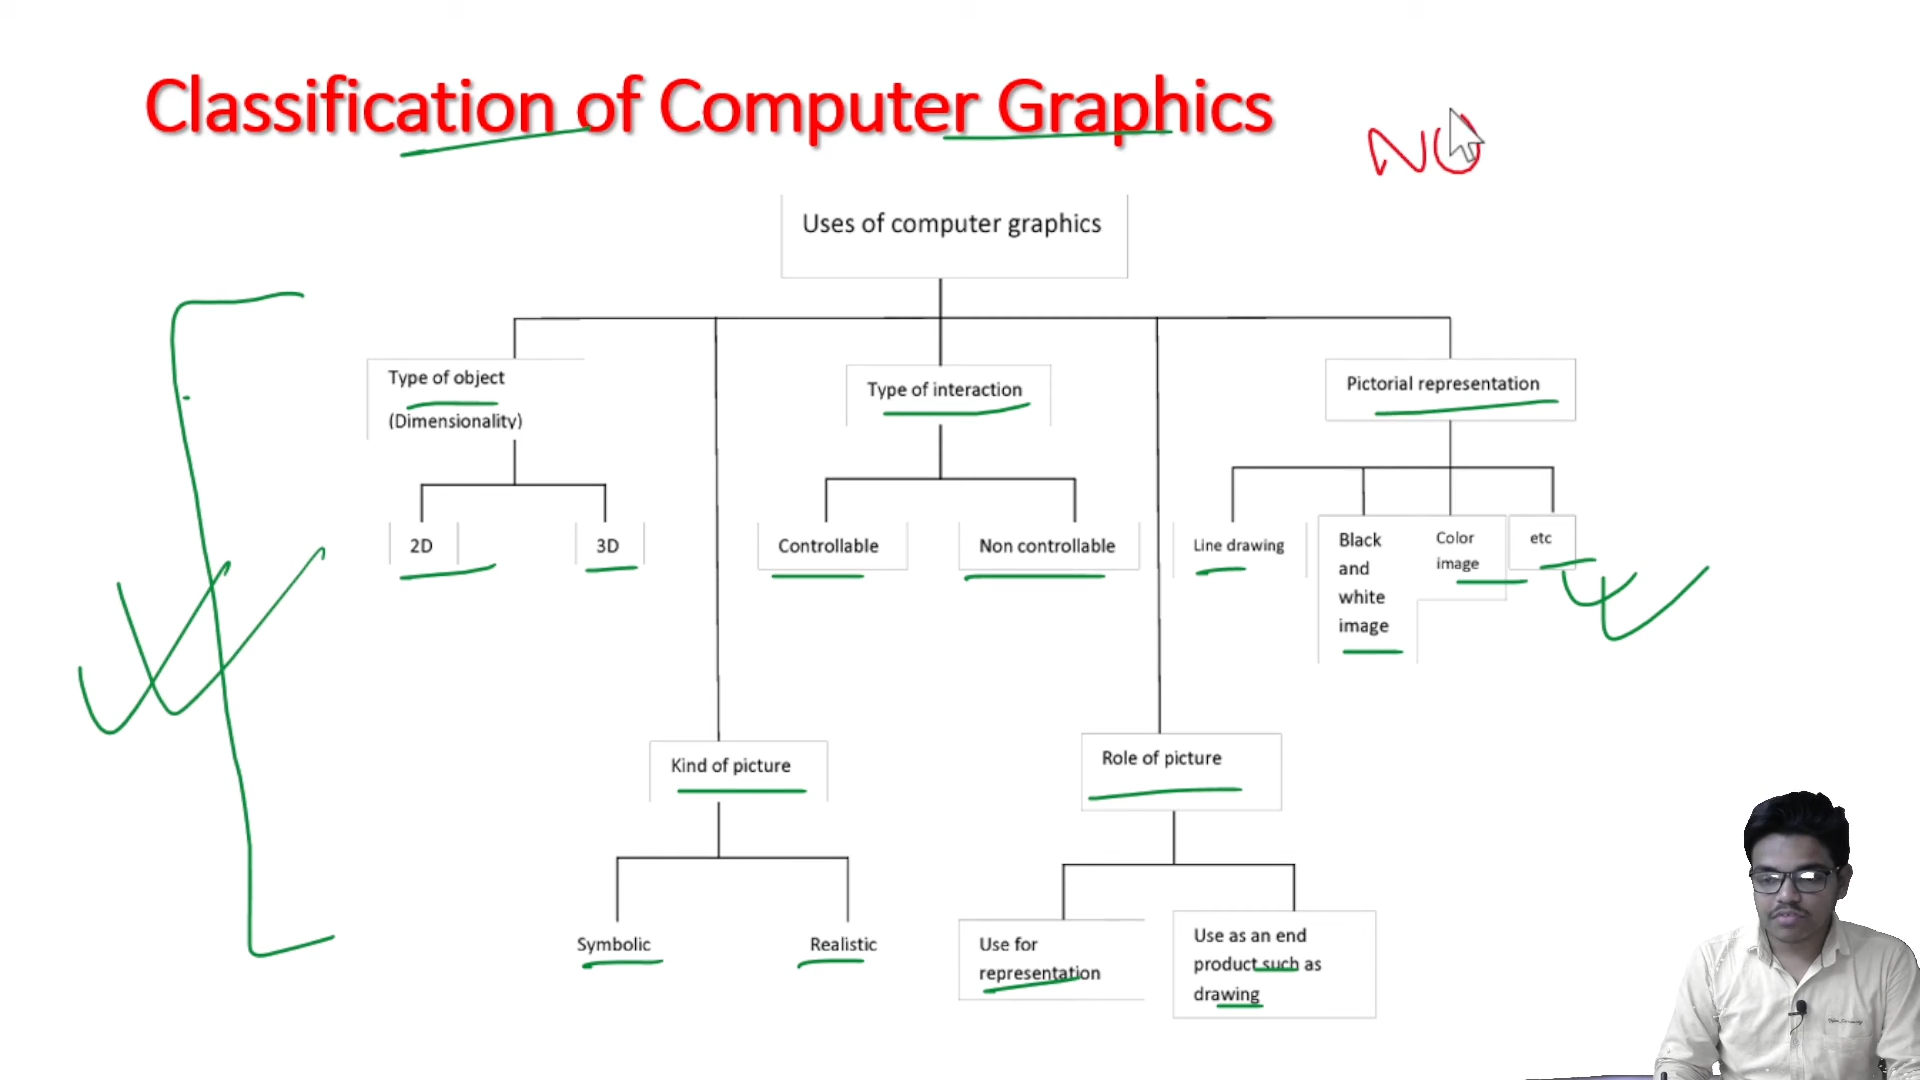 Classification of Computer Graphics
NO
Uses of computer graphics
Type of object
(Dimensionality)
Type of interaction
Pictorial representation
2D
3D
Controllable
Non controllable
Line drawing
Black
and
white
image
Color
image
etc
Kind of picture
Role of picture
Symbolic
Realistic
Use for
representation
Use as an end
product such as
drawing